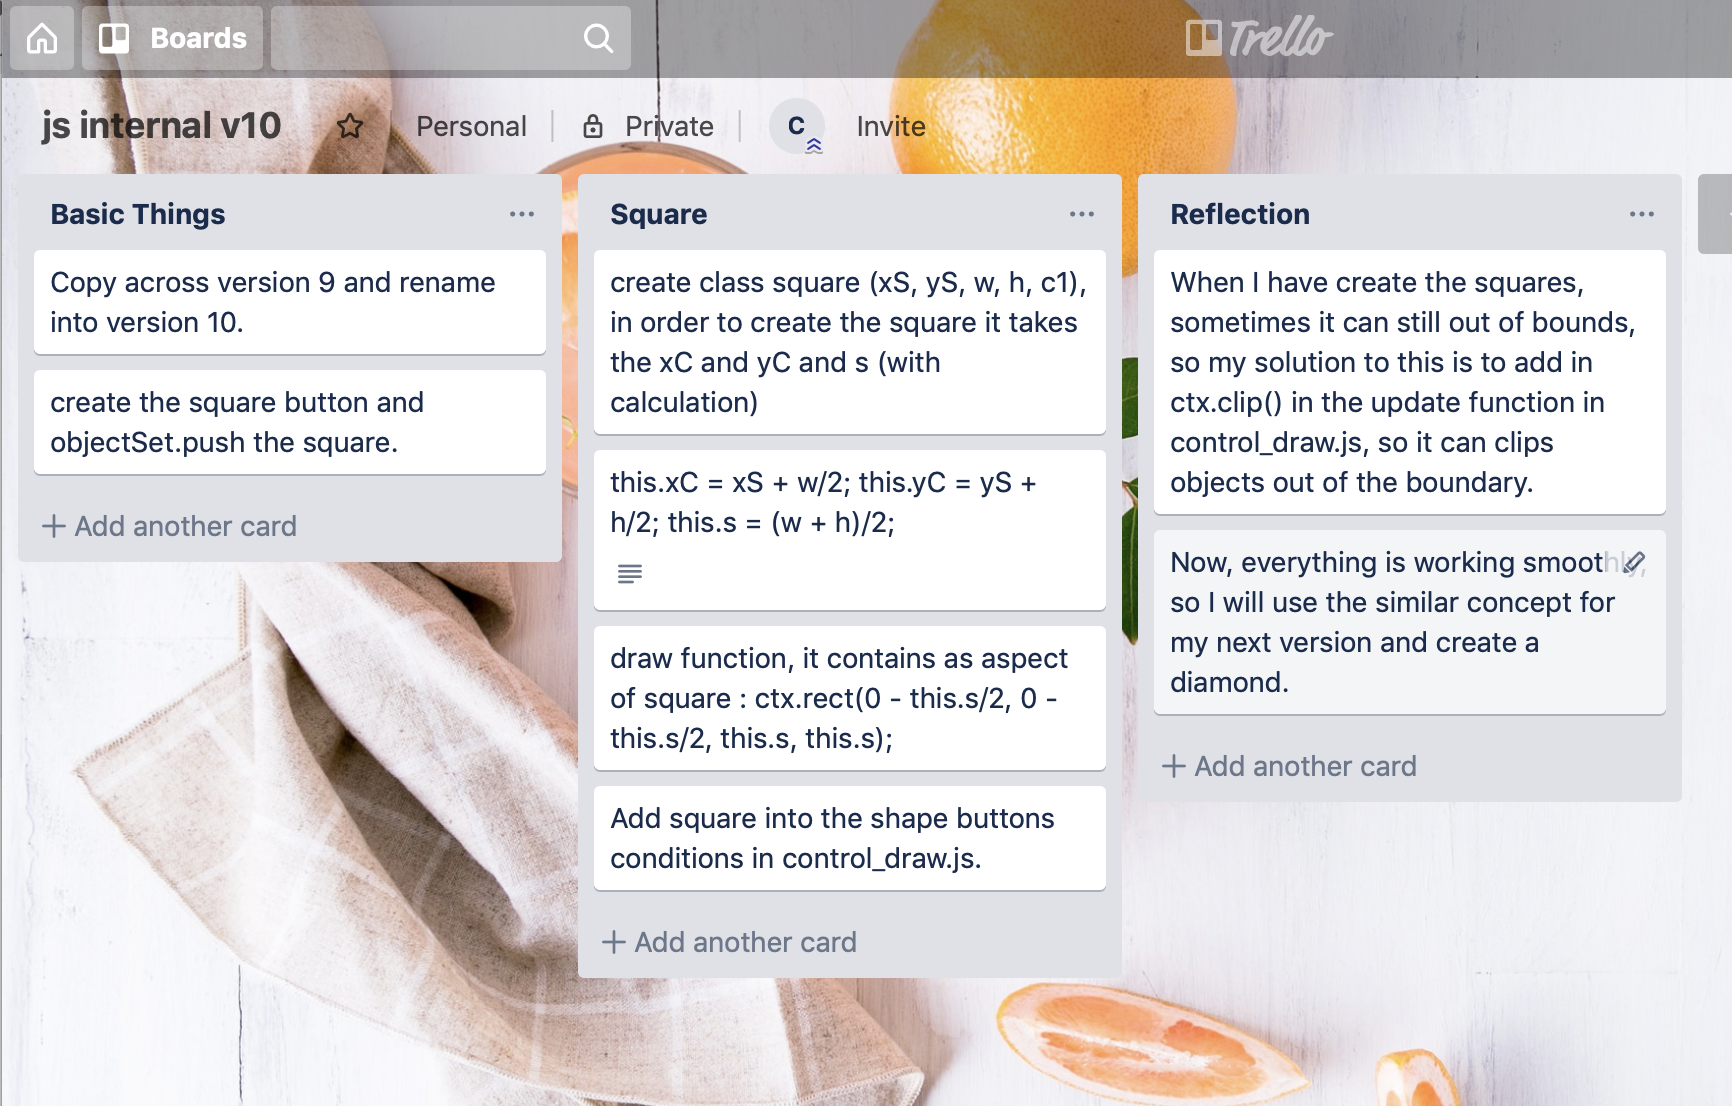 Boards
Trello
js internal v10
Personal
Private
C
Invite
Basic Things
Copy across version 9 and rename
into version 10.
create the square button and
objectSet.push the square.
+ Add another card
Square
create class square (xS, yS, w, h, c1),
in order to create the square it takes
the xC and yC and s (with
calculation)
this.xC = xS + w/2; this.yC = yS +
h/2; this.s = (w + h)/2;
draw function, it contains as aspect
of square : ctx.rect(0 - this.s/2, 0 -
this.s/2, this.s, this.s);
Add square into the shape buttons
conditions in control_draw.js.
+ Add another card
Reflection
When I have create the squares,
sometimes it can still out of bounds,
so my solution to this is to add in
ctx.clip() in the update function in
control_draw.js, so it can clips
objects out of the boundary.
Now, everything is working smoothly,
so I will use the similar concept for
my next version and create a
diamond.
+ Add another card